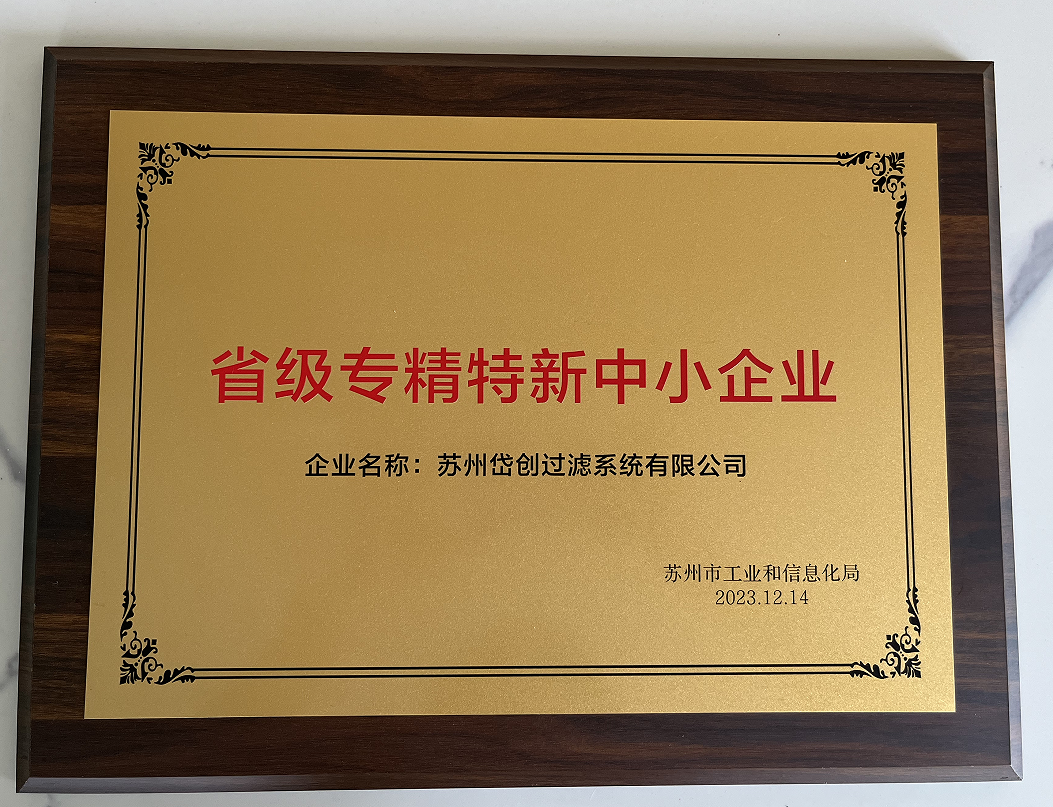 省级专精特新中小企业
企业名称：苏州岱创过滤系统有限公司
苏州市工业和信息化局
2023.12.14